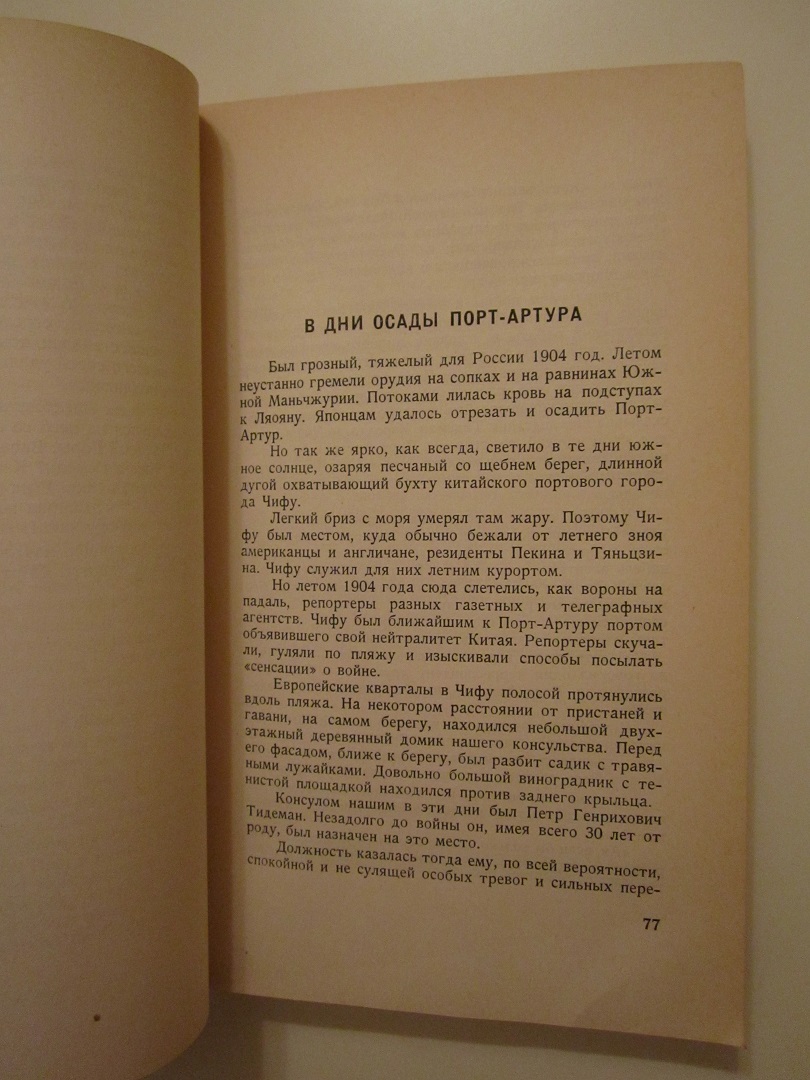 В ДНИ ОСАДЫ ПОРТ-АРТУРА
Был грозный, тяжелый для России 1904 год. Летом
неустанно гремели орудия на сопках и на равнинах Юж-
ной Маньчжурии. Потоками лилась кровь на подступах
к Ляояну. Японцам удалось отрезать и осадить Порт-
Артур.
Но так же ярко, как всегда, светило в те дни юж-
ное солнце, озаряя песчаный со щебнем берег, длинной
дугой охватывающий бухту китайского портового горо-
да Чифу.
Легкий бриз с моря умерял там жару. Поэтому Чи-
фу был местом, куда обычно бежали от летнего зноя
американцы и англичане, резиденты Пекина и Тяньцзи-
на. Чифу служил для них летним курортом.
Но летом 1904 года сюда слетелись, как вороны на
падаль, репортеры разных газетных и телеграфных
агентств. Чифу был ближайшим к Порт-Артуру портом
объявившего свой нейтралитет Китая. Репортеры скуча-
ли, гуляли по пляжу и изыскивали способы посылать
«сенсации» о войне.
Европейские кварталы в Чифу полосой протянулись
вдоль пляжа. На некотором расстоянии от пристаней и
гавани, на самом берегу, находился небольшой двух-
этажный деревянный домик нашего консульства. Перед
его фасадом, ближе к берегу, был разбит садик с травя-
ными лужайками. Довольно большой виноградник с те-
нистой площадкой находился против заднего крыльца.
Консулом нашим в эти дни был Петр Генрихович
Тидеман. Незадолго до войны он, имея всего 30 лет от
роду, был назначен на это место.
Должность казалась тогда ему, по всей вероятности,
спокойной и не сулящей особых тревог и сильных пере-
77